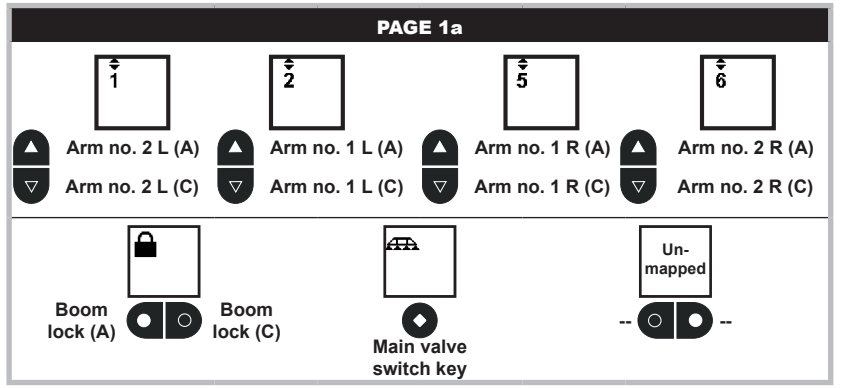 PAGE 1a
1 2 5 6
Arm no. 2 L (A) Arm no. 1 L (A) Arm no. 1 R (A) Arm no. 2 R (A)
Arm no. 2 L (C) Arm no. 1 L (C) Arm no. 1 R (C) Arm no. 2 R (C)
Un-
mapped
Boom
lock (A)
Boom
lock (C)
-- --
Main valve
switch key